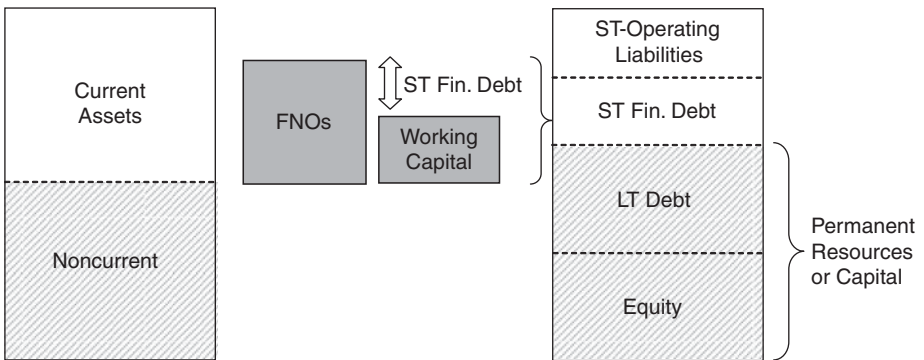 Current
Assets
Noncurrent
FNOs
ST Fin. Debt
Working
Capital
ST-Operating
Liabilities
ST Fin. Debt
LT Debt
Equity
Permanent
Resources
or Capital